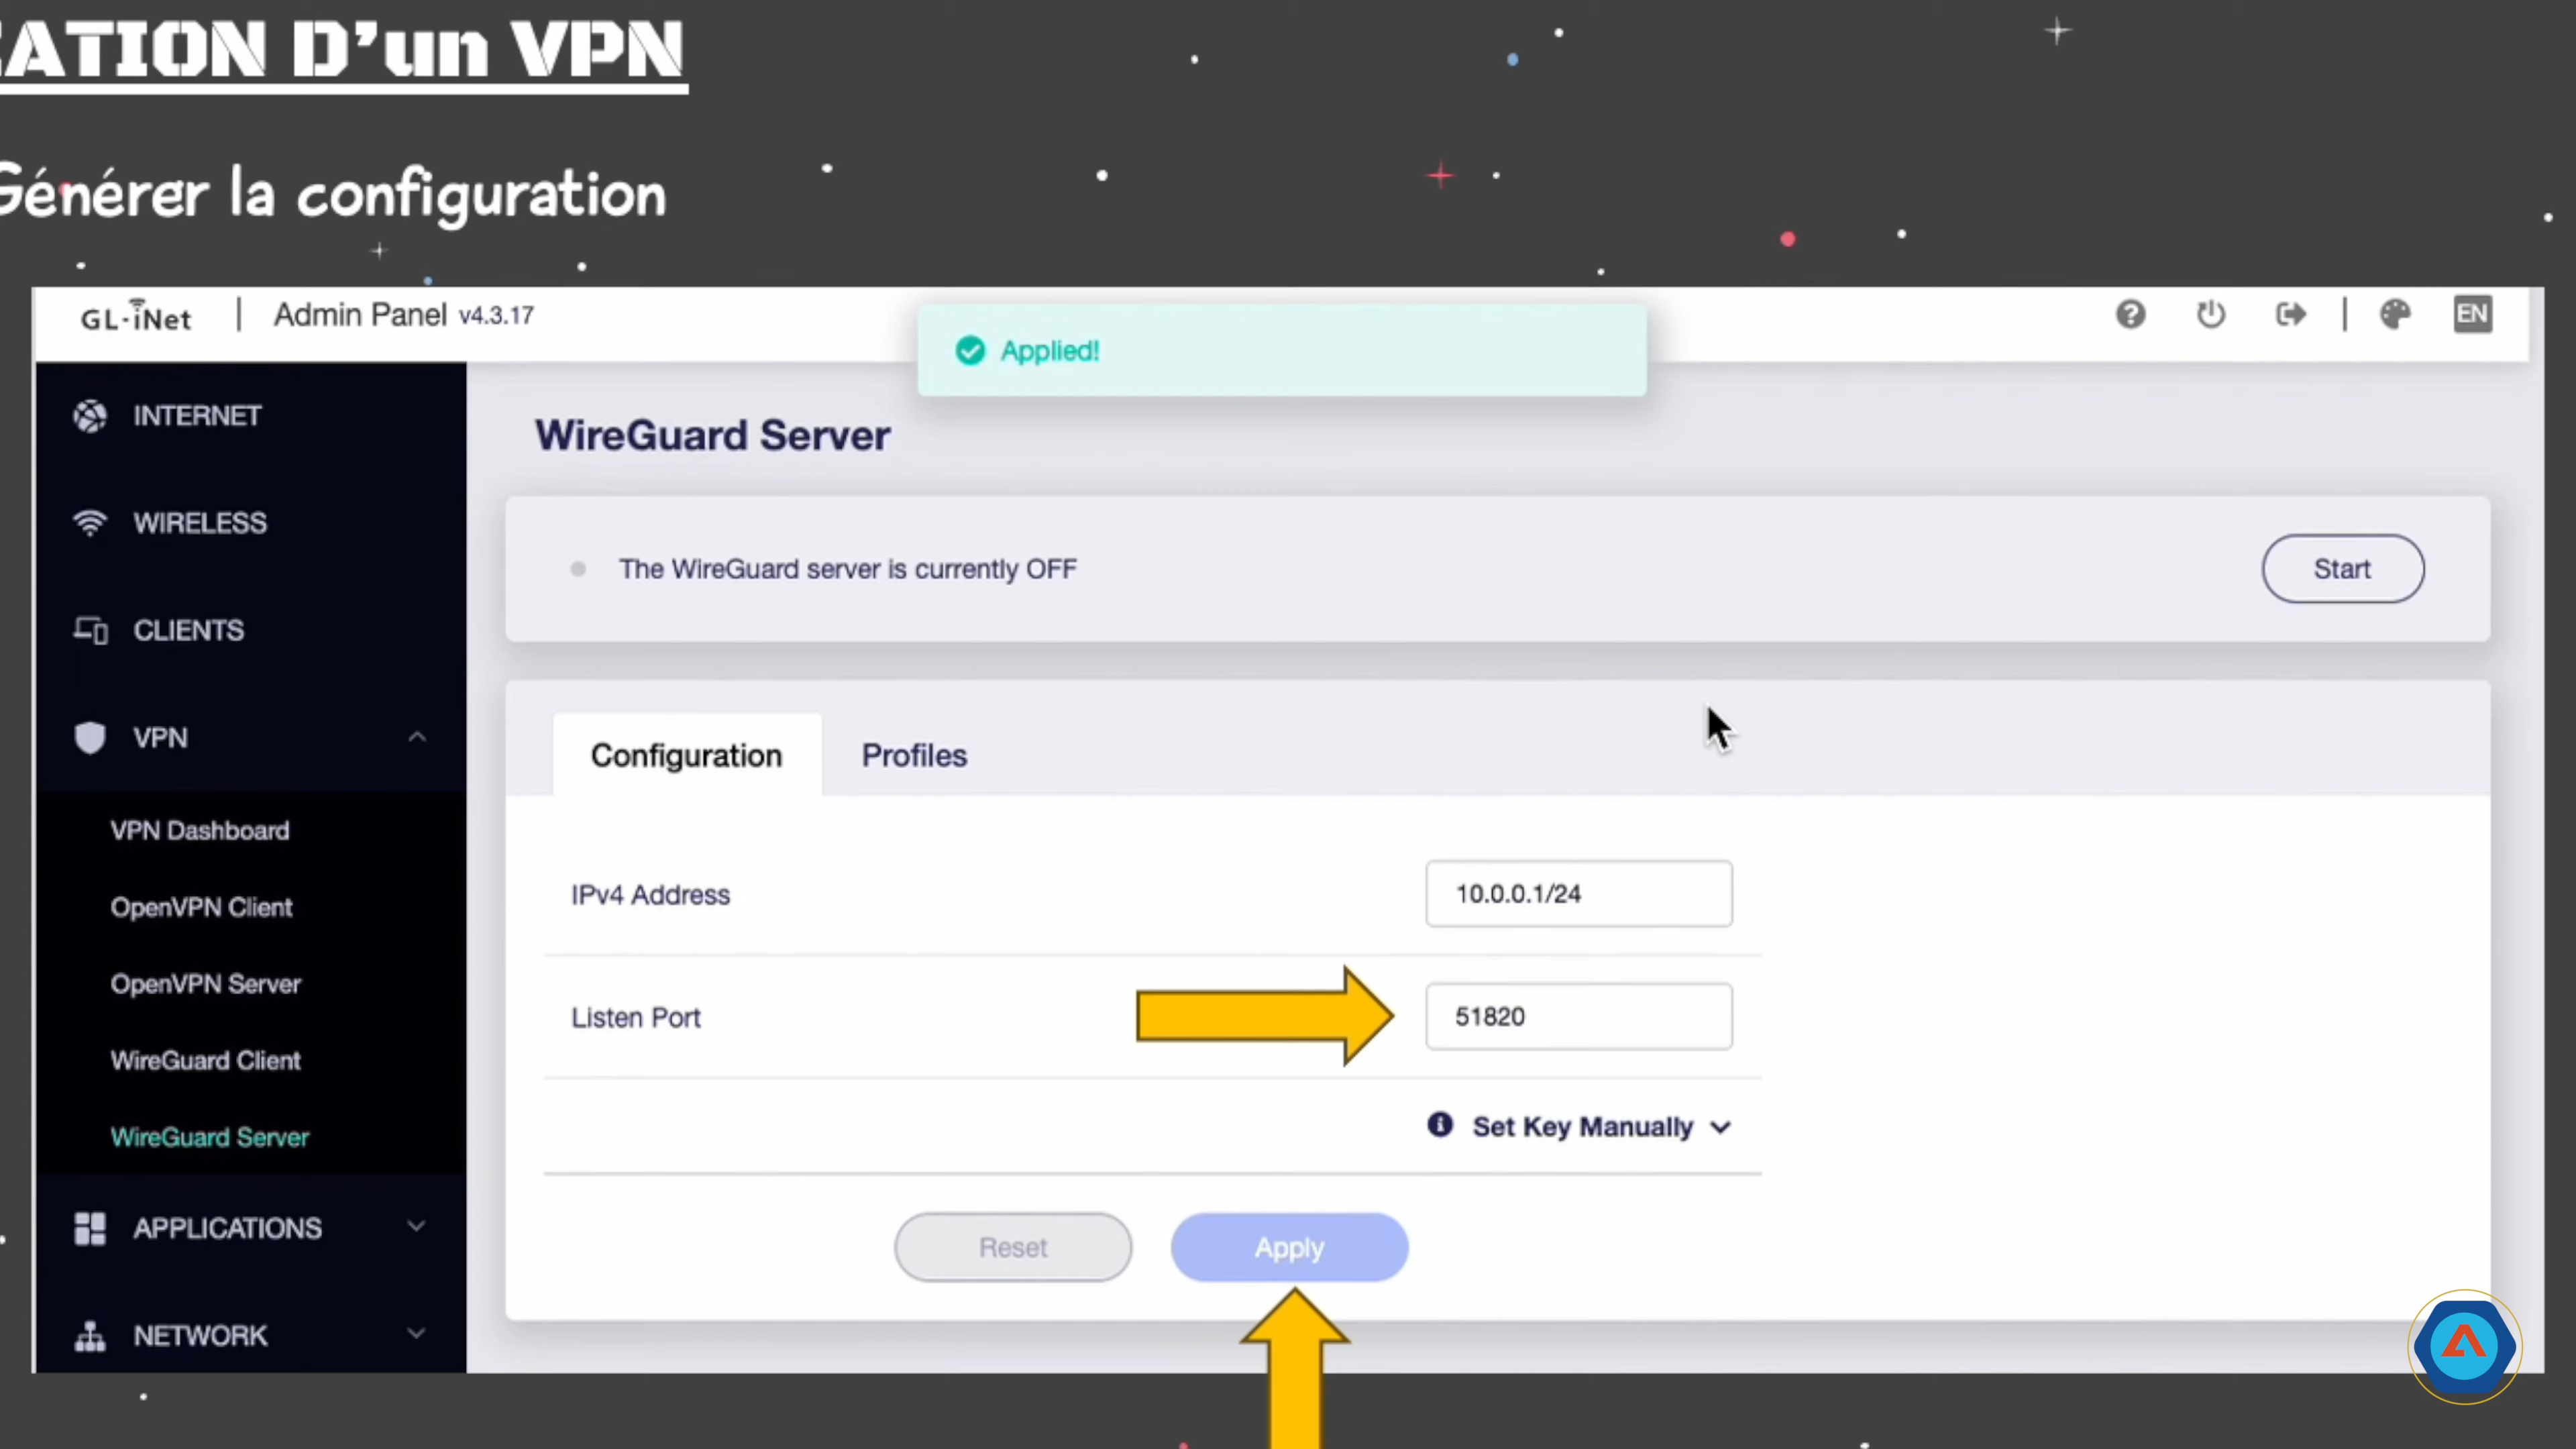 ATION D'un VPN
Générer la configuration
GL·iNet | Admin Panel v4.3.17
Applied!
EN
INTERNET
WIRELESS
CLIENTS
VPN
VPN Dashboard
OpenVPN Client
OpenVPN Server
WireGuard Client
WireGuard Server
APPLICATIONS
NETWORK
WireGuard Server
The WireGuard server is currently OFF
Start
Configuration
Profiles
IPv4 Address
10.0.0.1/24
Listen Port
51820
Set Key Manually
Reset
Apply